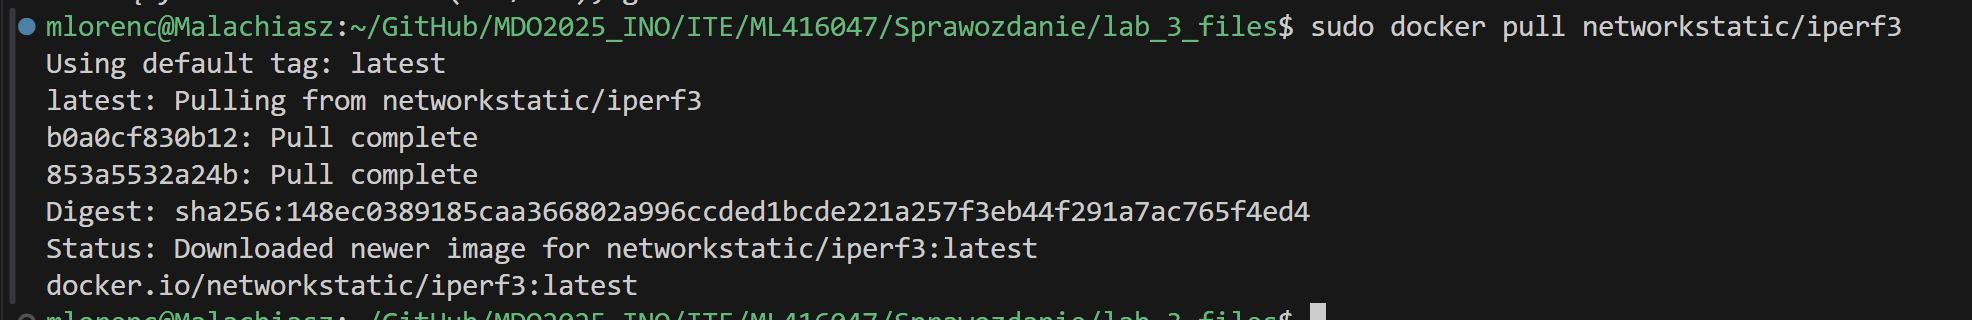 mlorenc@Malachiasz:~/GitHub/MDO2025_INO/ITE/ML416047/Sprawozdanie/lab_3_files$ sudo docker pull networkstatic/iperf3
Using default tag: latest
latest: Pulling from networkstatic/iperf3
b0a0cf830b12: Pull complete
853a5532a24b: Pull complete
Digest: sha256:148ec0389185caa366802a996ccded1bcde221a257f3eb44f291a7ac765f4ed4
Status: Downloaded newer image for networkstatic/iperf3:latest
docker.io/networkstatic/iperf3:latest
mlorenc@Malachiasz:~/GitHub/MDO2025_INO/ITE/ML416047/Sprawozdanie/lab_3_files$